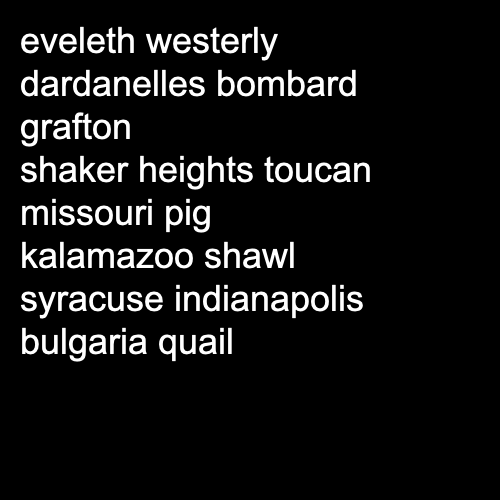 eveleth westerly
dardanelles bombard
grafton
shaker heights toucan
missouri pig
kalamazoo shawl
syracuse indianapolis
bulgaria quail